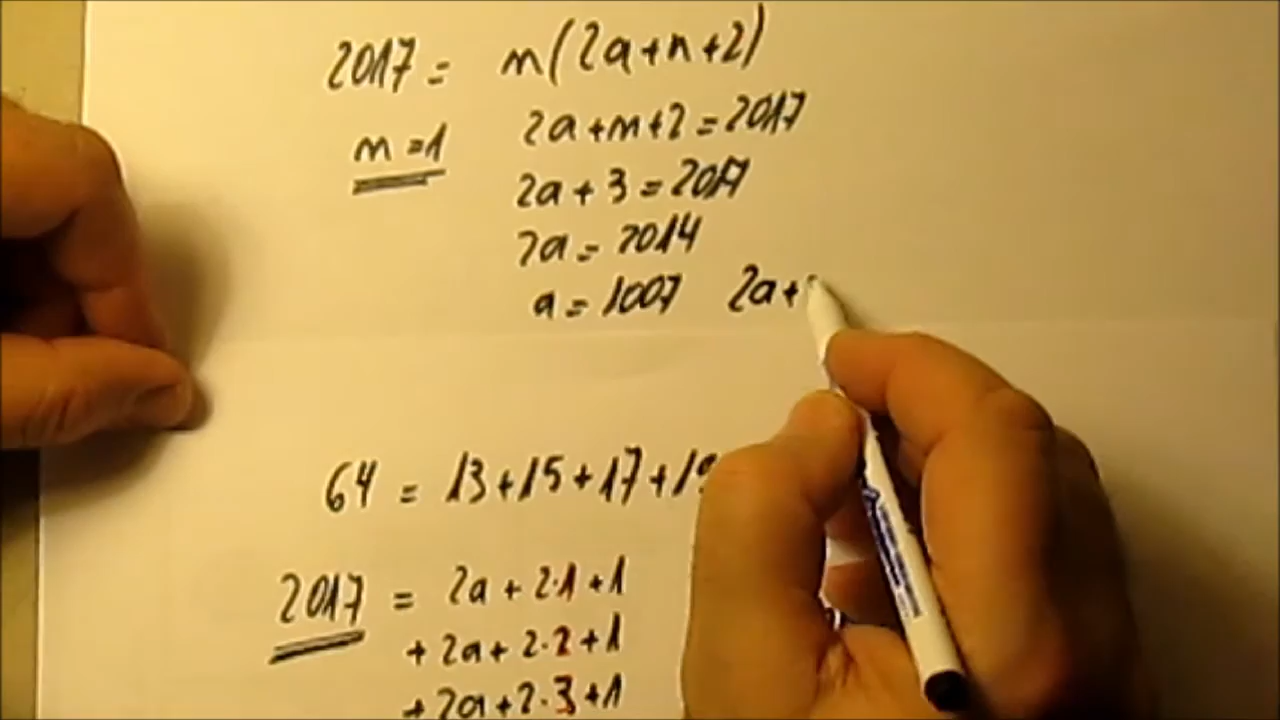 2017 = n(2a+n+2)
n=1 2a+n+2=2017
2a+3=2017
2a=2014
a=1007 2a+
64 = 13+15+17+19
2017 = 2a+2·1+1
+2a+2·2+1
+2a+2·3+1